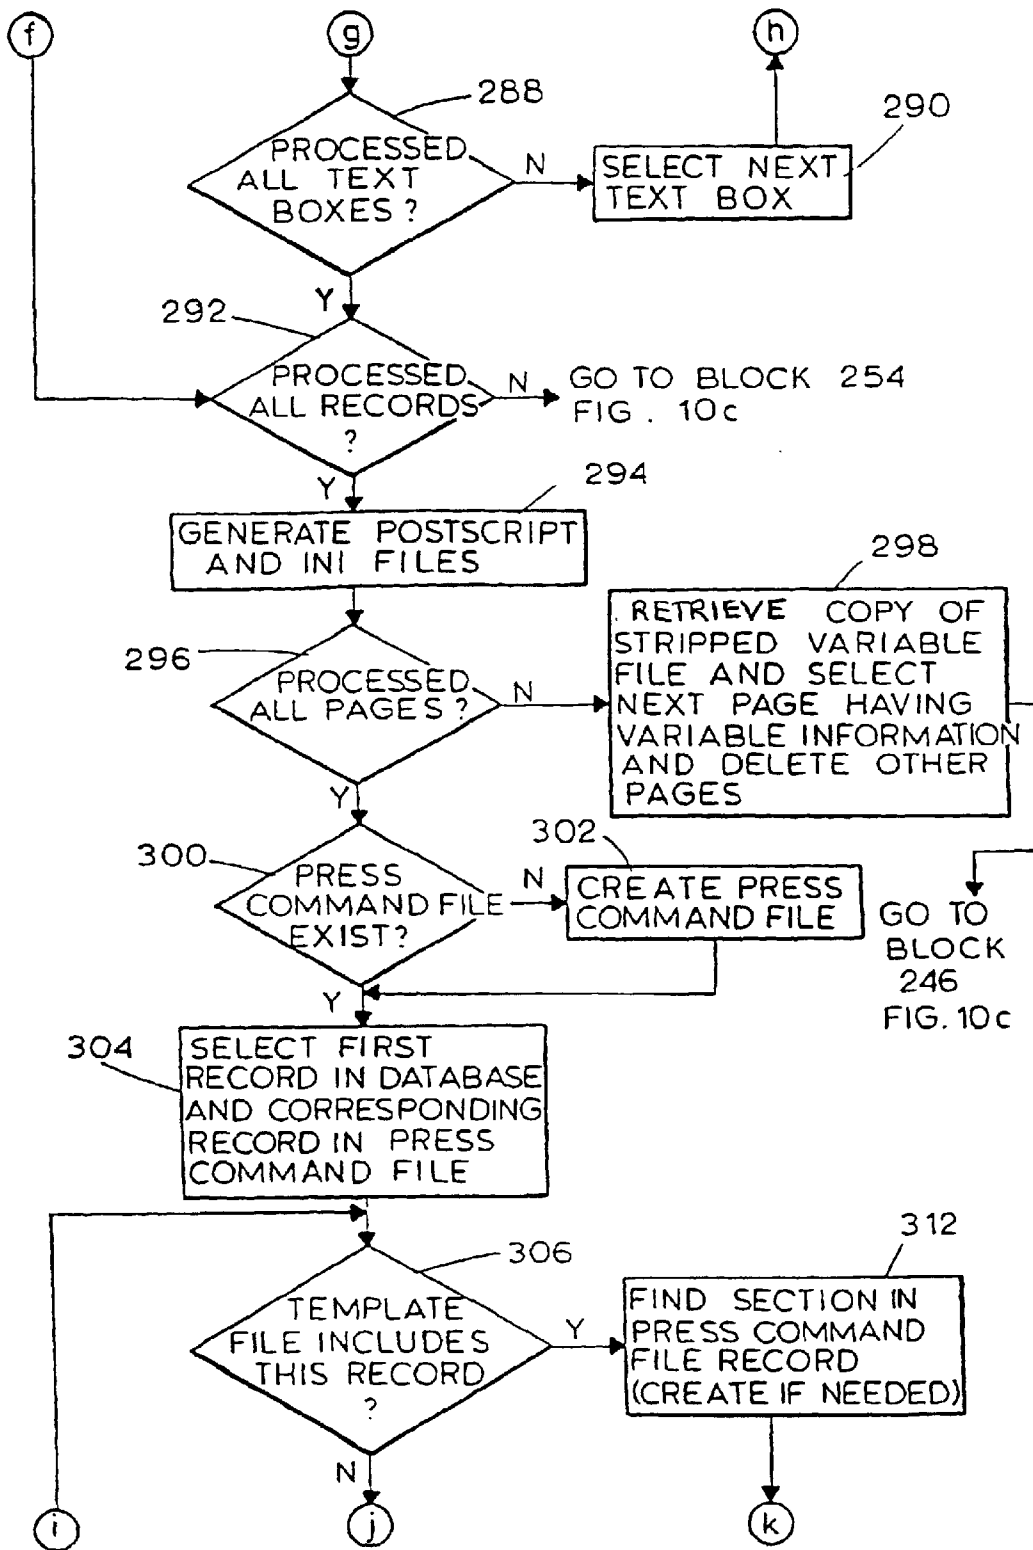 f
g
h
288
290
PROCESSED
ALL TEXT
BOXES?
N
SELECT NEXT
TEXT BOX
Y
292
PROCESSED
ALL RECORDS
?
N
GO TO BLOCK 254
FIG. 10c
Y
294
GENERATE POSTSCRIPT
AND INI FILES
298
296
PROCESSED
ALL PAGES?
N
RETRIEVE COPY OF
STRIPPED VARIABLE
FILE AND SELECT
NEXT PAGE HAVING
VARIABLE INFORMATION
AND DELETE OTHER
PAGES
Y
300
PRESS
COMMAND FILE
EXIST?
N
302
CREATE PRESS
COMMAND FILE
GO TO
BLOCK
246
FIG. 10c
Y
304
SELECT FIRST
RECORD IN DATABASE
AND CORRESPONDING
RECORD IN PRESS
COMMAND FILE
306
312
TEMPLATE
FILE INCLUDES
THIS RECORD
?
Y
FIND SECTION IN
PRESS COMMAND
FILE RECORD
(CREATE IF NEEDED)
N
i
j
k